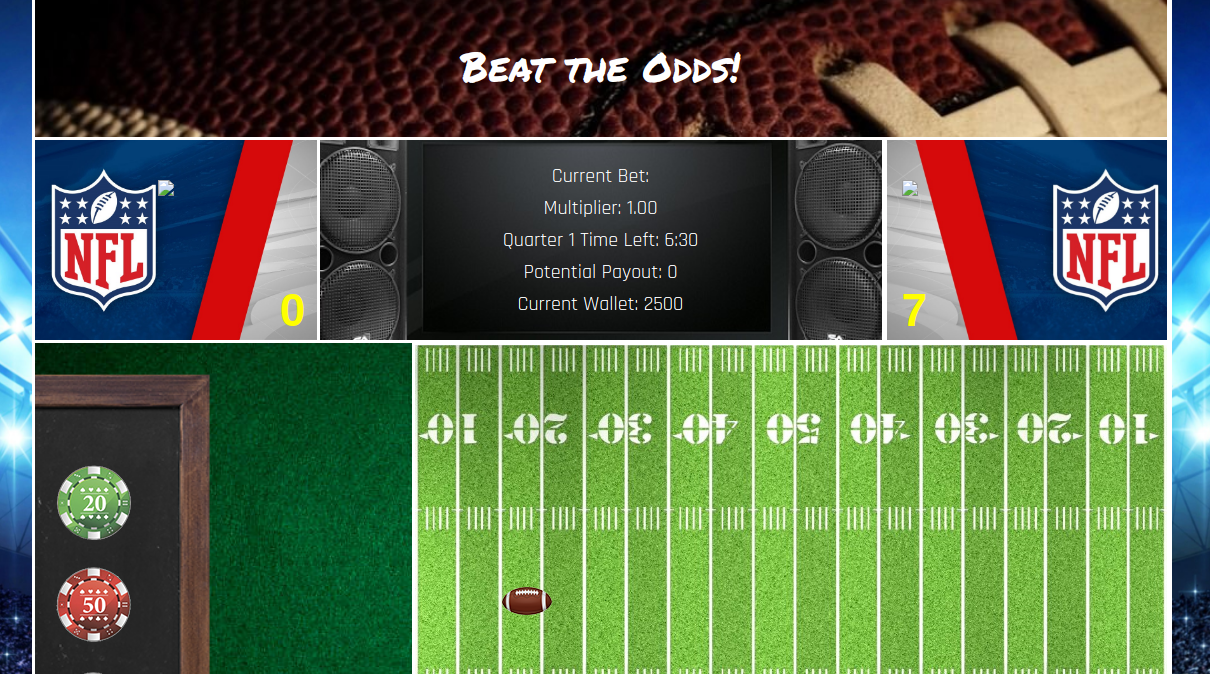 Beat the Odds!
NFL
0
Current Bet:
Multiplier: 1.00
Quarter 1 Time Left: 6:30
Potential Payout: 0
Current Wallet: 2500
7
NFL
10 20 30 40 50 40 30 20 10
20
50